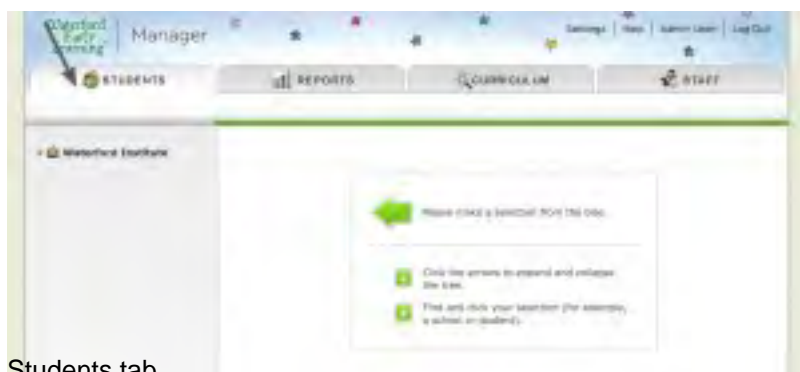 Waterford
Early
Learning
Manager
Settings | Help | Admin User | Log Out
STUDENTS
REPORTS
CURRICULUM
STAFF
Waterford Institute
Please make a selection from the tree.
Click the arrows to expand and collapse
the tree.
Find and click your selection (for example,
a school or student).
Students tab